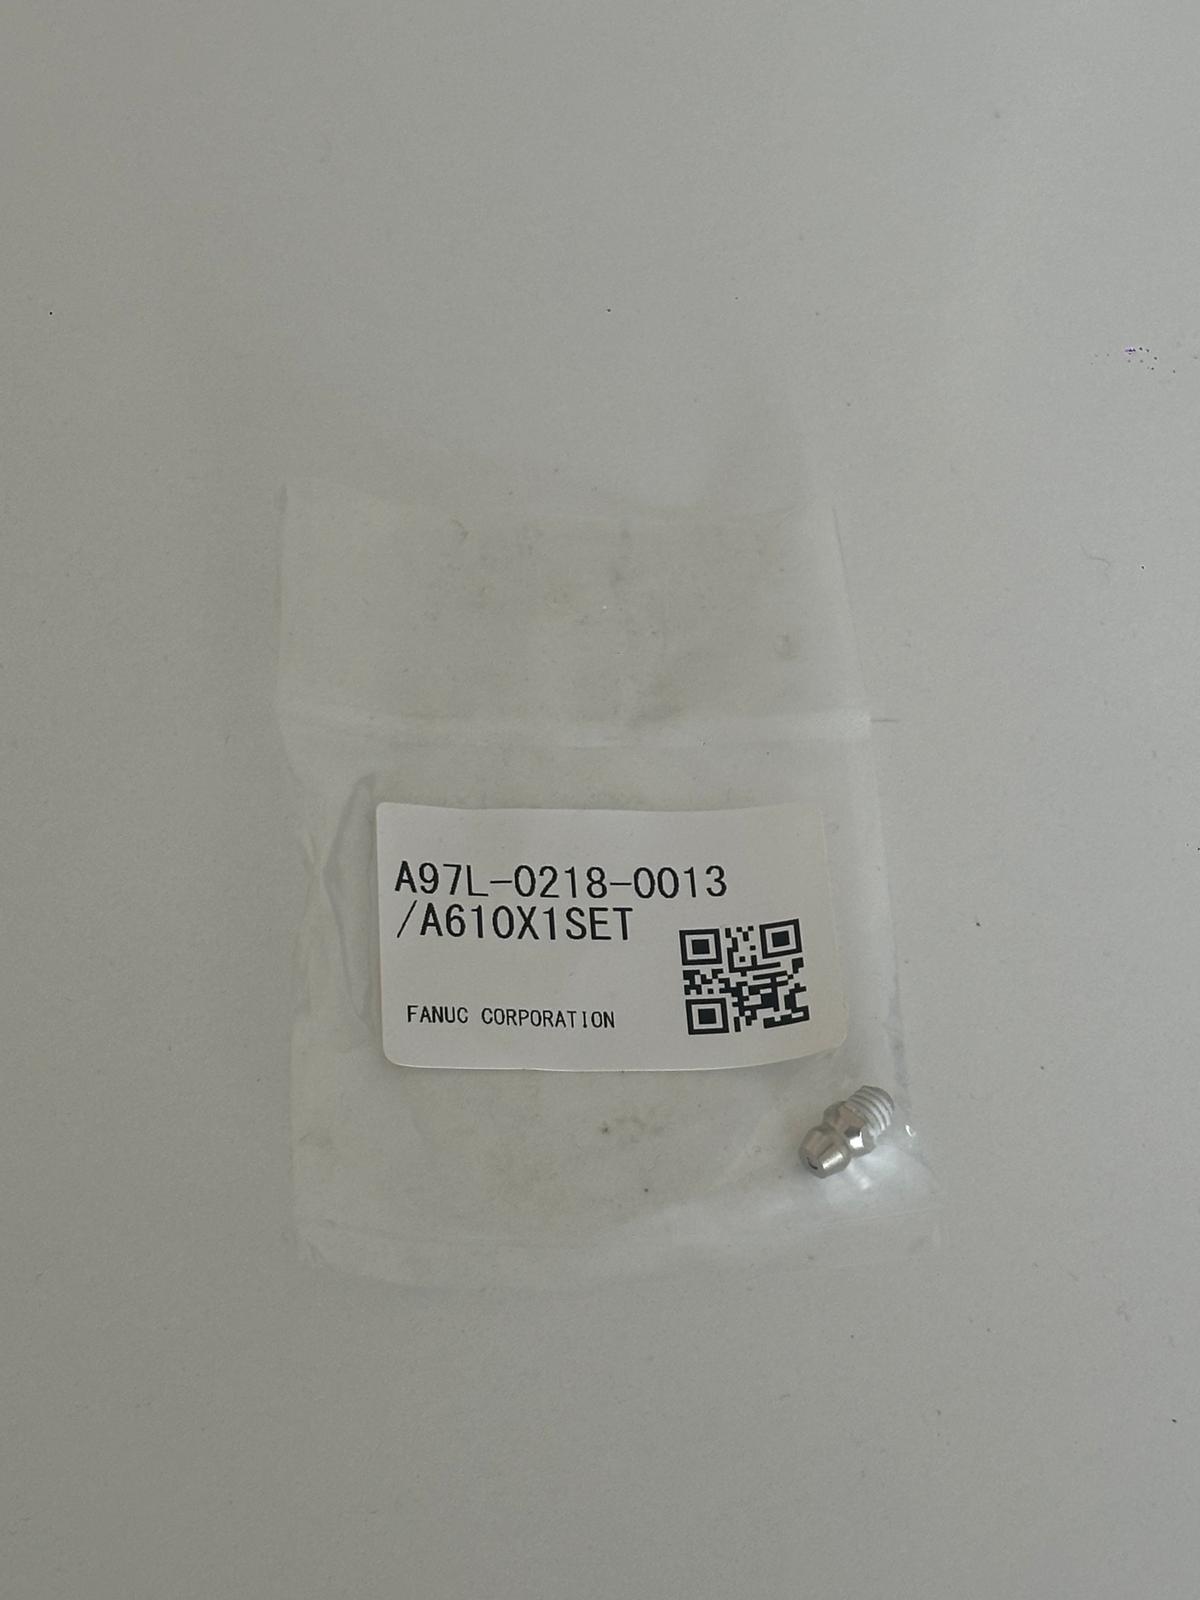 A97L-0218-0013
/A610X1SET
FANUC CORPORATION